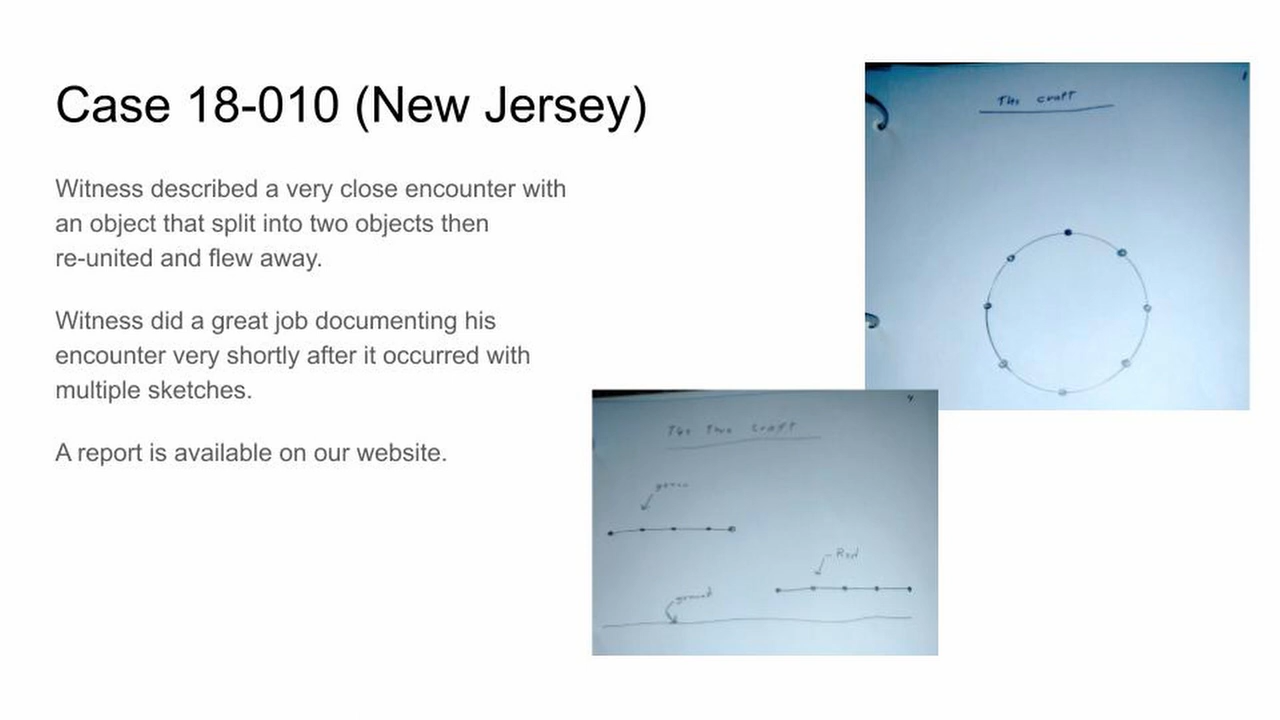 Case 18-010 (New Jersey)
Witness described a very close encounter with
an object that split into two objects then
re-united and flew away.
Witness did a great job documenting his
encounter very shortly after it occurred with
multiple sketches.
A report is available on our website.
The craft
The two craft
green
Red
ground